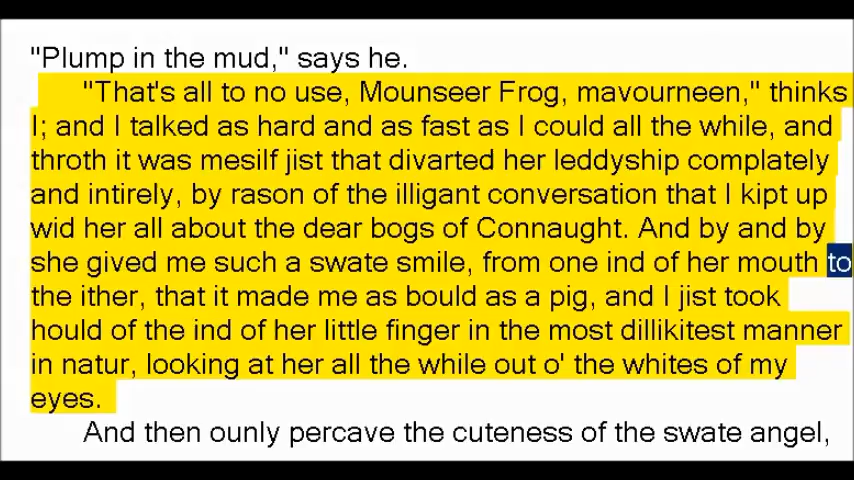 "Plump in the mud," says he.
"That's all to no use, Mounseer Frog, mavourneen," thinks
I; and I talked as hard and as fast as I could all the while, and
throth it was mesilf jist that divarted her leddyship complately
and intirely, by rason of the illigant conversation that I kipt up
wid her all about the dear bogs of Connaught. And by and by
she gived me such a swate smile, from one ind of her mouth to
the ither, that it made me as bould as a pig, and I jist took
hould of the ind of her little finger in the most dillikitest manner
in natur, looking at her all the while out o' the whites of my
eyes.
And then ounly percave the cuteness of the swate angel,